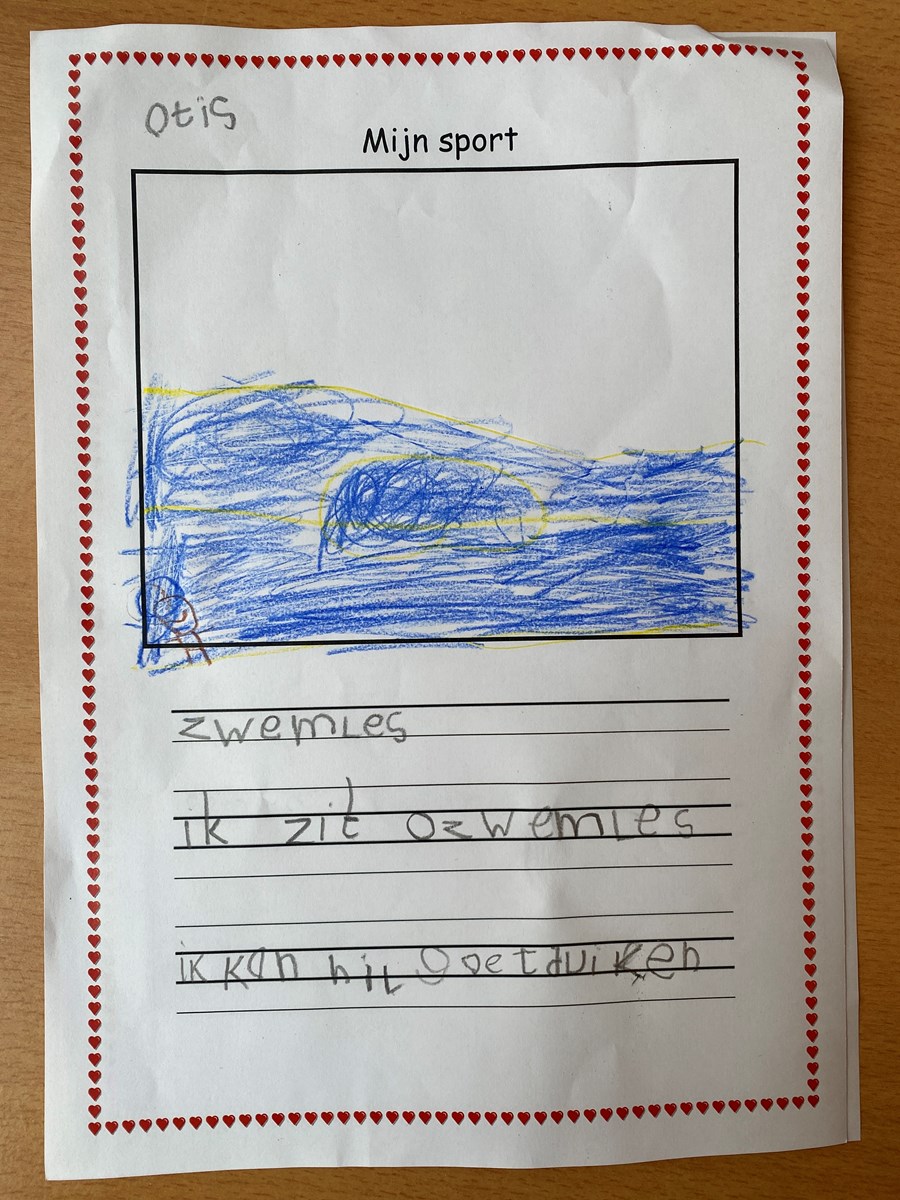 otis
Mijn sport
zwemles
ik zit o zwemles
ik kan hil goet duiken